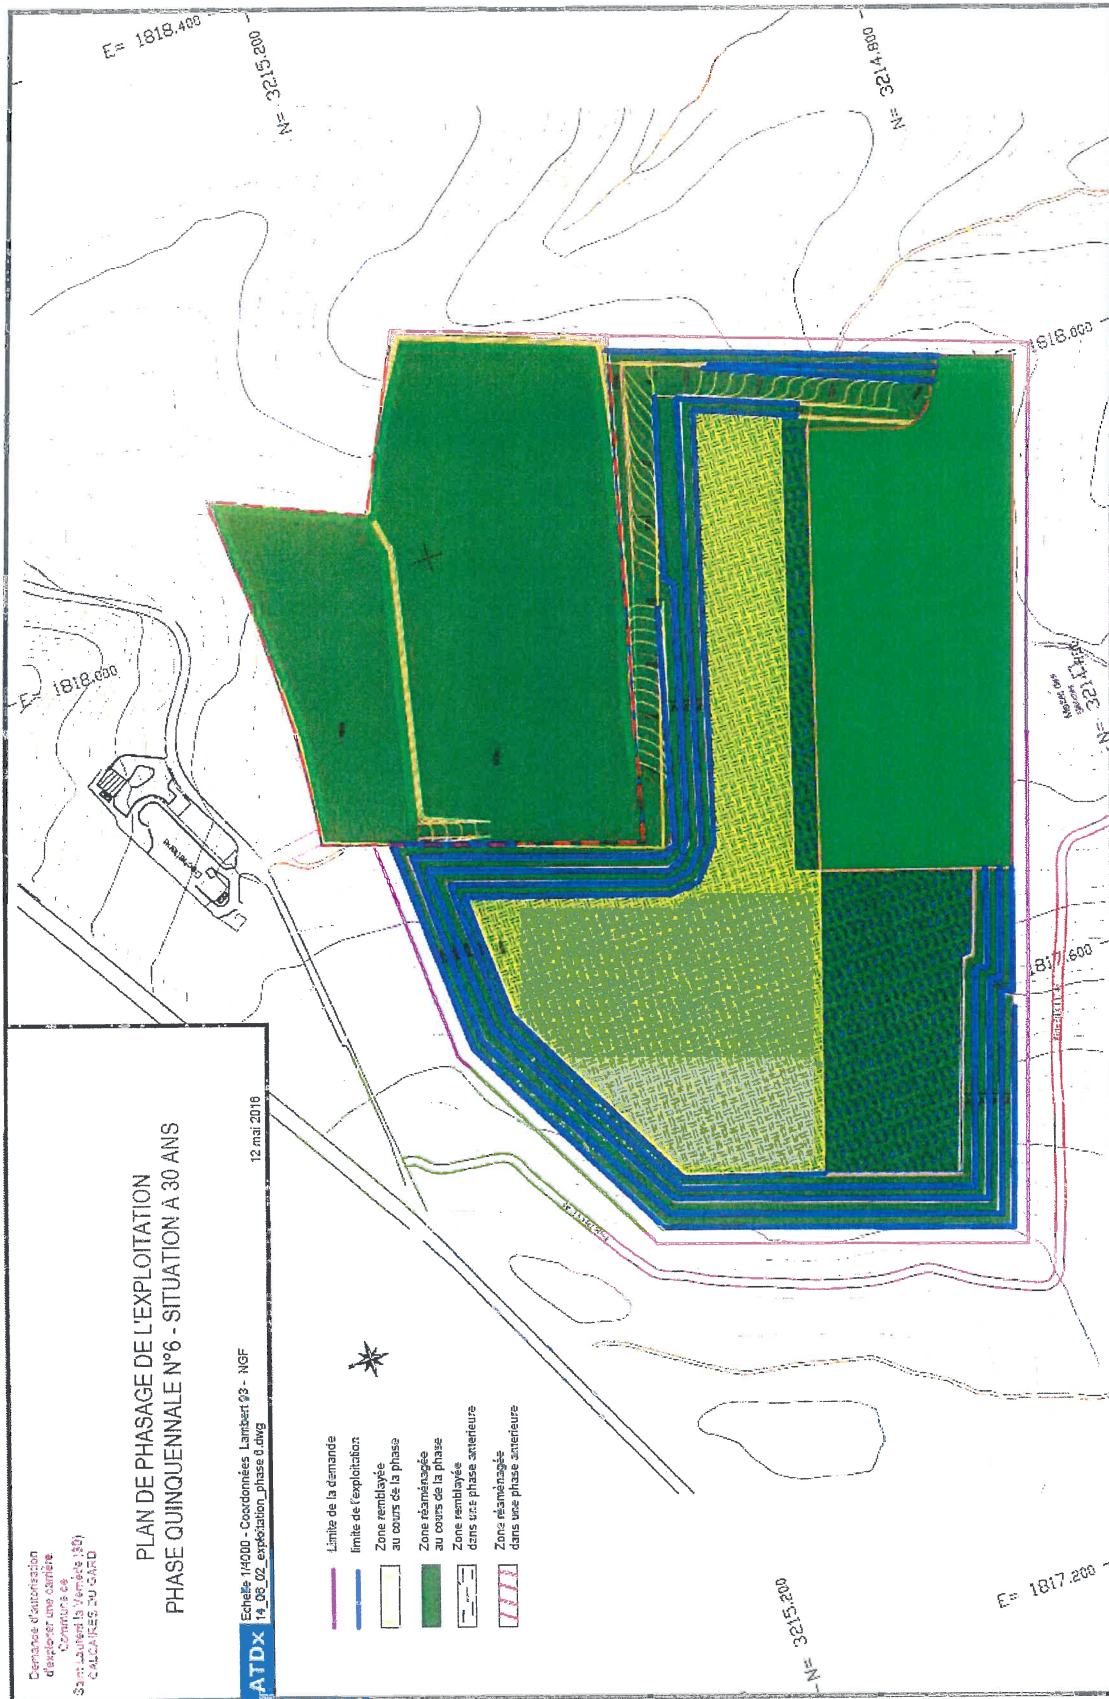 Demande d'autorisation
d'exploiter une carrière
Commune de
Saint Laurent la Vernède (30)
CALCAIRES DU GARD
PLAN DE PHASAGE DE L'EXPLOITATION
PHASE QUINQUENNALE N°6 - SITUATION A 30 ANS
12 mai 2016
ATDx
Echelle 1/4000 - Coordonnées Lambert 93 - NGF
14_06_02_exploitation_phase 6.dwg
Limite de la demande
limite de l'exploitation
Zone remblayée
au cours de la phase
Zone réaménagée
au cours de la phase
Zone remblayée
dans une phase anterieure
Zone réaménagée
dans une phase anterieure
E= 1818.400
N= 3215.200
N= 3214.800
E= 1818.000
1818.000
1817.600
N= 3215.200
E= 1817.200